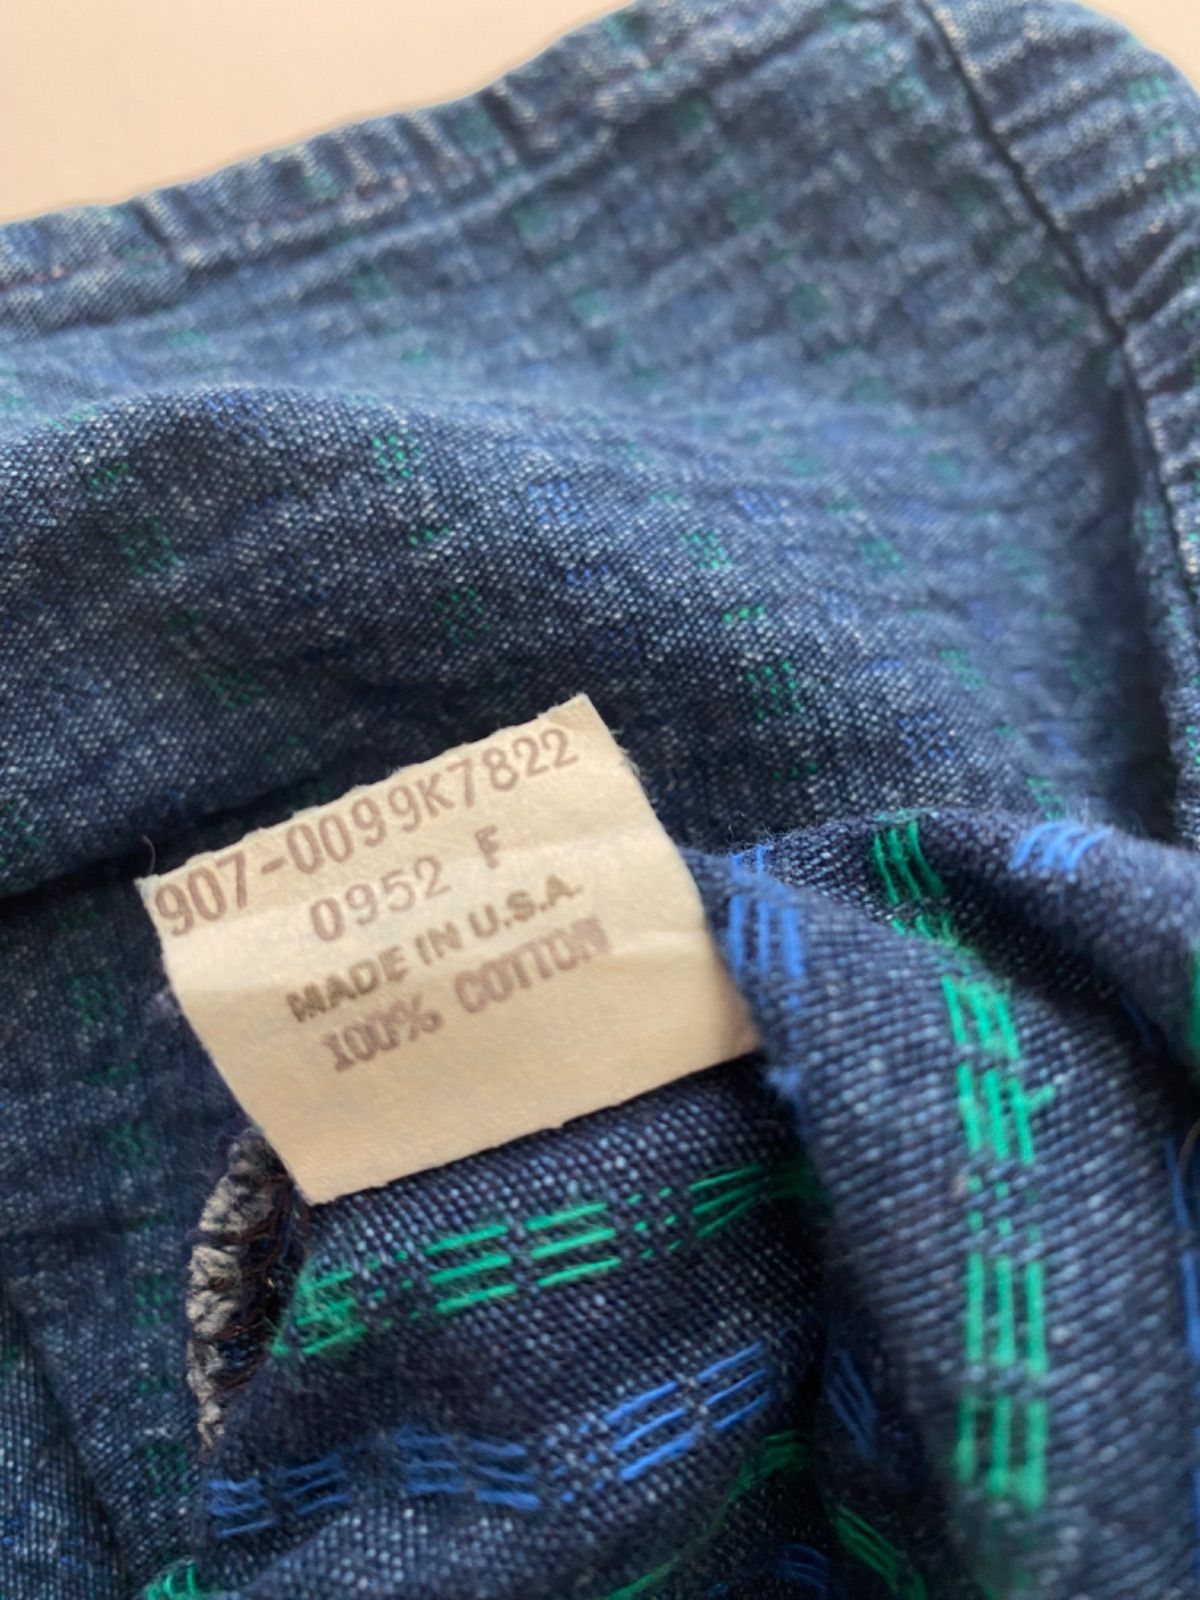 907-0099K7822
0952 F
MADE IN U.S.A.
100% COTTON